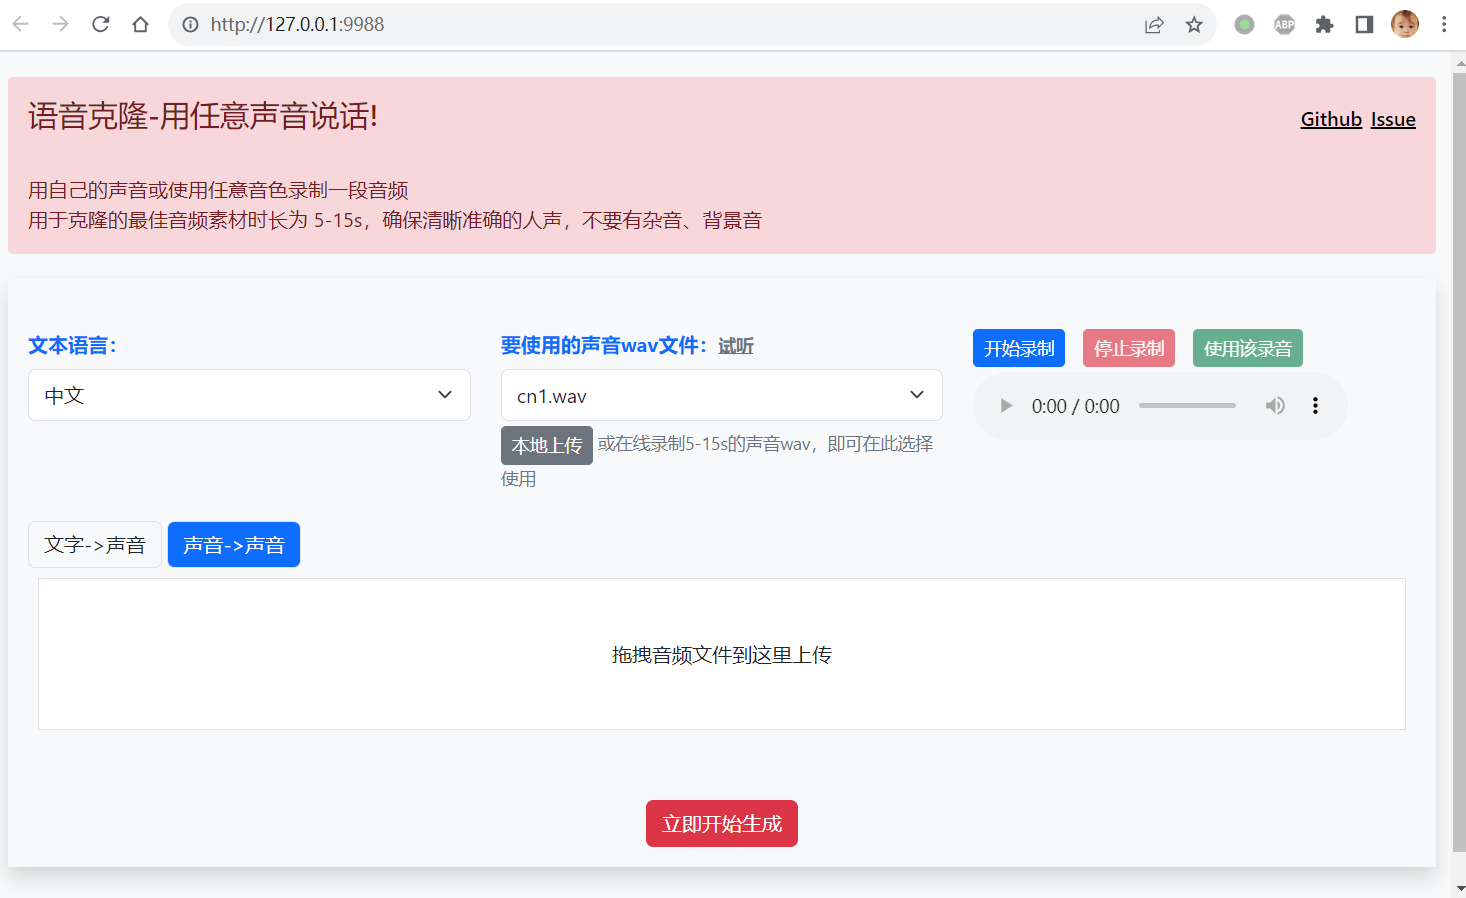 http://127.0.0.1:9988
ABP
语音克隆-用任意声音说话!
Github Issue
用自己的声音或使用任意音色录制一段音频
用于克隆的最佳音频素材时长为 5-15s，确保清晰准确的人声，不要有杂音、背景音
文本语言：
中文
要使用的声音wav文件：试听
cn1.wav
本地上传 或在线录制5-15s的声音wav，即可在此选择
使用
开始录制 停止录制 使用该录音
0:00 / 0:00
文字->声音 声音->声音
拖拽音频文件到这里上传
立即开始生成